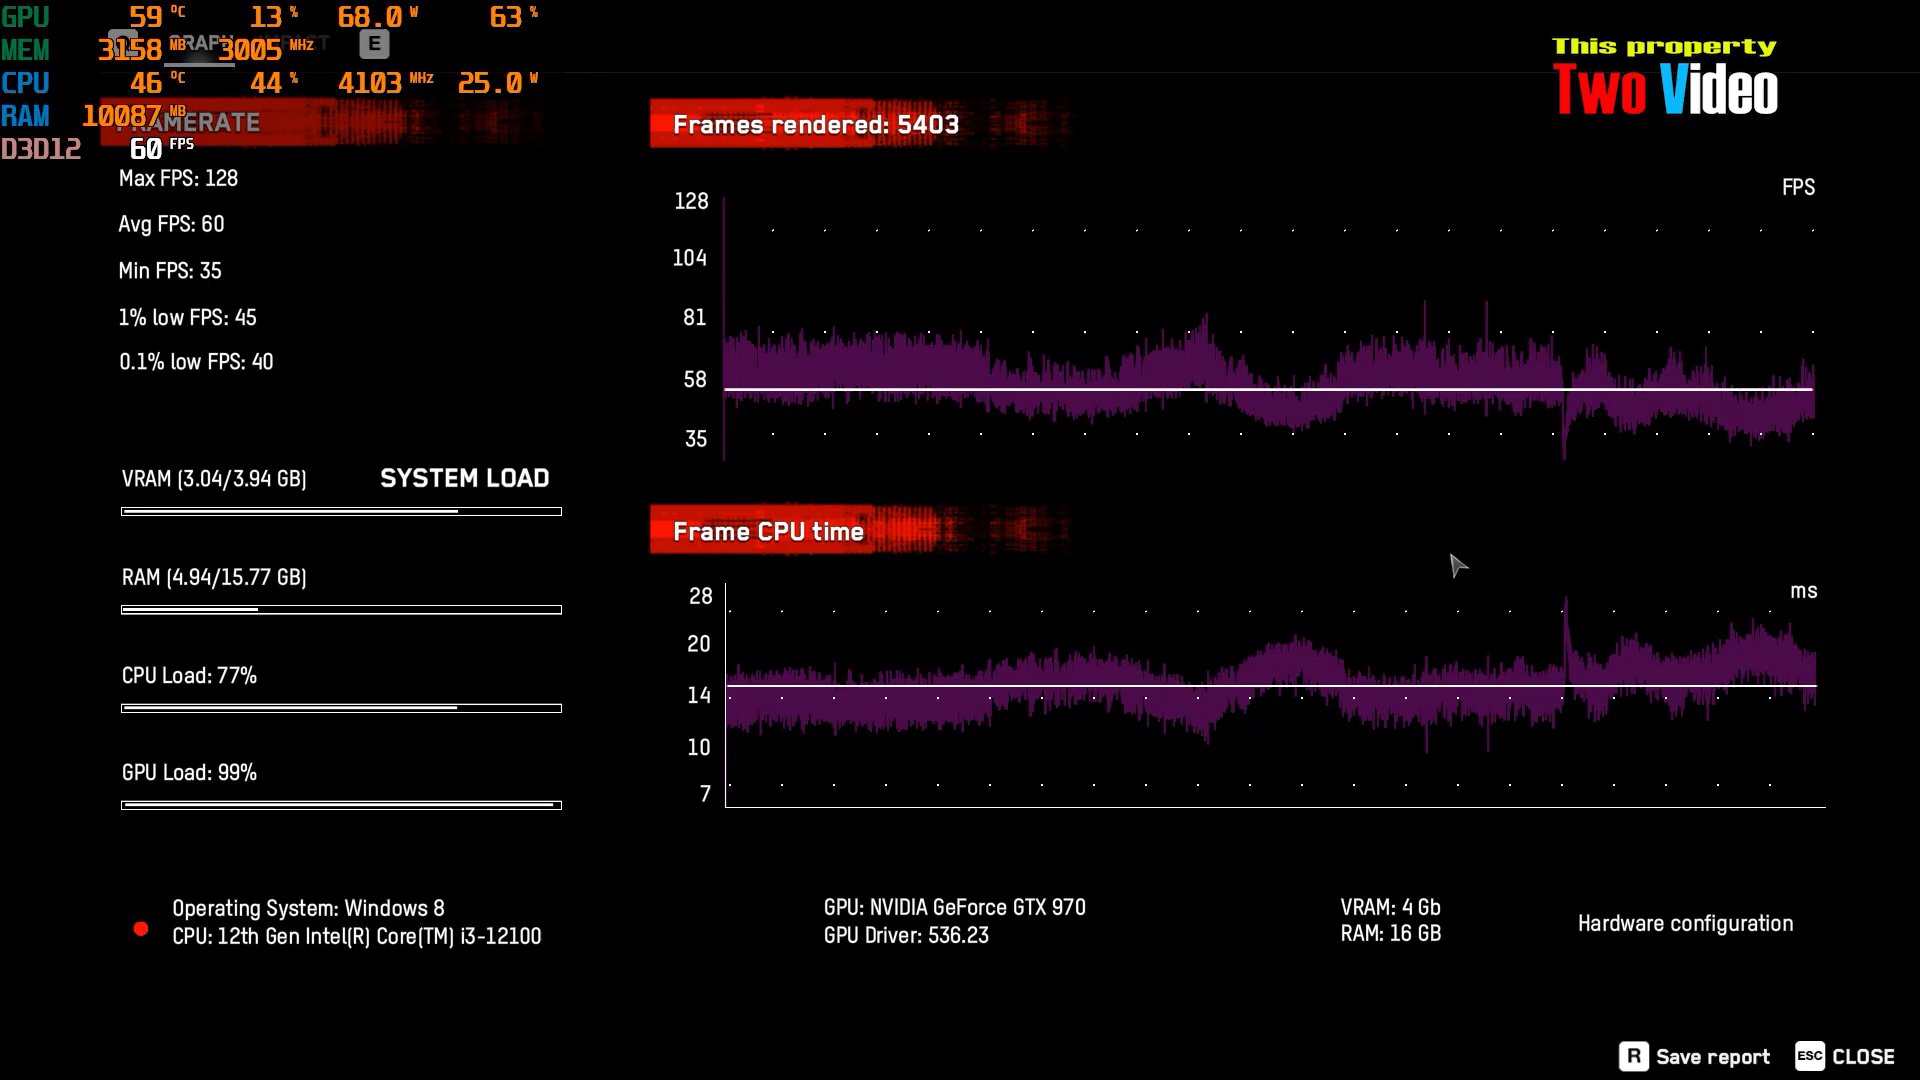 GPU 59 °C 13 % 68.0 W 63 %
GRAPH IMPACT E
MEM 3158 MB 3005 MHz
CPU 46 °C 44 % 4103 MHz 25.0 W
RAM 10087 MB
FRAMERATE
D3D12 60 FPS
Max FPS: 128
Avg FPS: 60
Min FPS: 35
1% low FPS: 45
0.1% low FPS: 40
VRAM (3.04/3.94 GB) SYSTEM LOAD
RAM (4.94/15.77 GB)
CPU Load: 77%
GPU Load: 99%
This property
Two Video
Frames rendered: 5403
FPS
128
104
81
58
35
Frame CPU time
ms
28
20
14
10
7
Operating System: Windows 8
CPU: 12th Gen Intel(R) Core(TM) i3-12100
GPU: NVIDIA GeForce GTX 970
GPU Driver: 536.23
VRAM: 4 Gb
RAM: 16 GB
Hardware configuration
R Save report ESC CLOSE